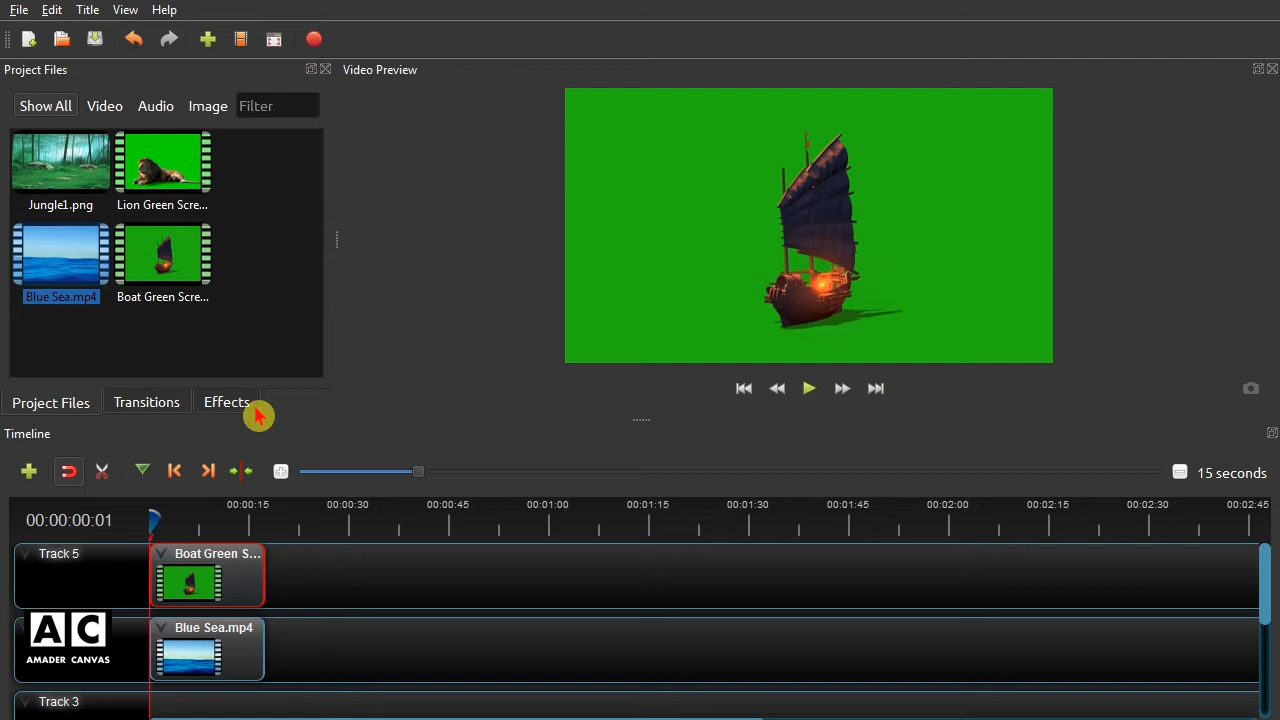 File Edit Title View Help
Project Files
Video Preview
Show All Video Audio Image Filter
Jungle1.png Lion Green Scre...
Blue Sea.mp4 Boat Green Scre...
Project Files Transitions Effects
Timeline
15 seconds
00:00:00:01 00:00:15 00:00:30 00:00:45 00:01:00 00:01:15 00:01:30 00:01:45 00:02:00 00:02:15 00:02:30 00:02:45
Track 5 Boat Green S...
Blue Sea.mp4
AC
AMADER CANVAS
Track 3